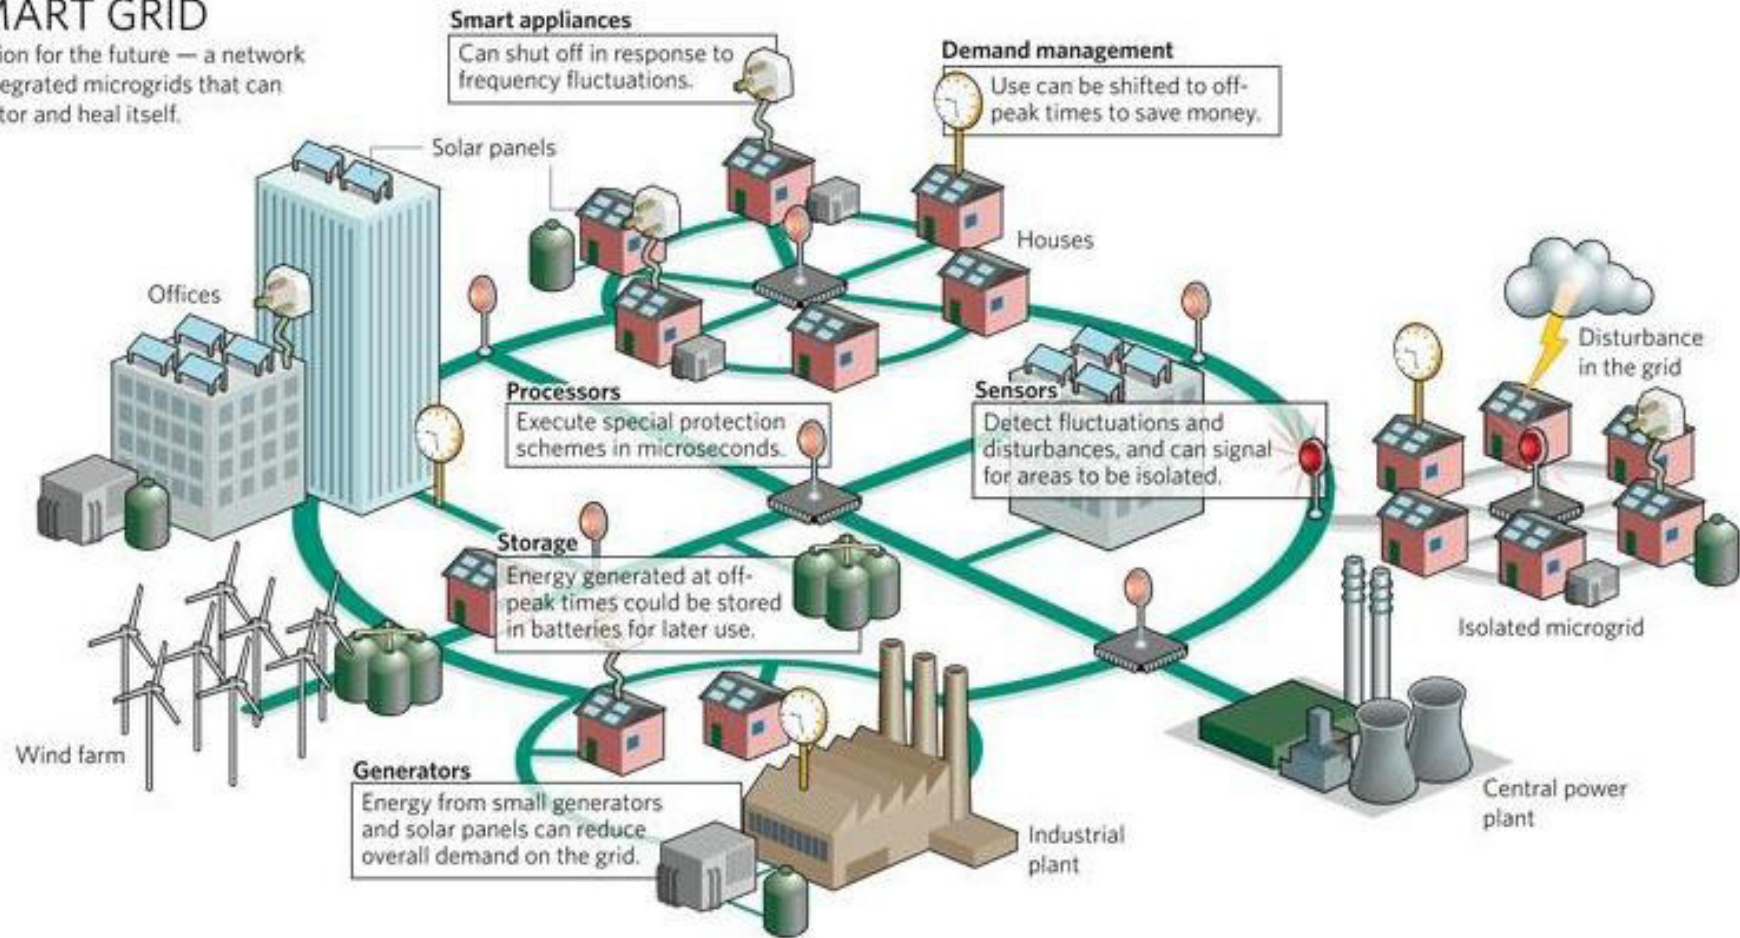 MART GRID
ion for the future — a network
egrated microgrids that can
tor and heal itself.
Smart appliances
Can shut off in response to
frequency fluctuations.
Demand management
Use can be shifted to off-
peak times to save money.
Solar panels
Houses
Offices
Disturbance
in the grid
Processors
Execute special protection
schemes in microseconds.
Sensors
Detect fluctuations and
disturbances, and can signal
for areas to be isolated.
Storage
Energy generated at off-
peak times could be stored
in batteries for later use.
Isolated microgrid
Wind farm
Generators
Energy from small generators
and solar panels can reduce
overall demand on the grid.
Industrial
plant
Central power
plant